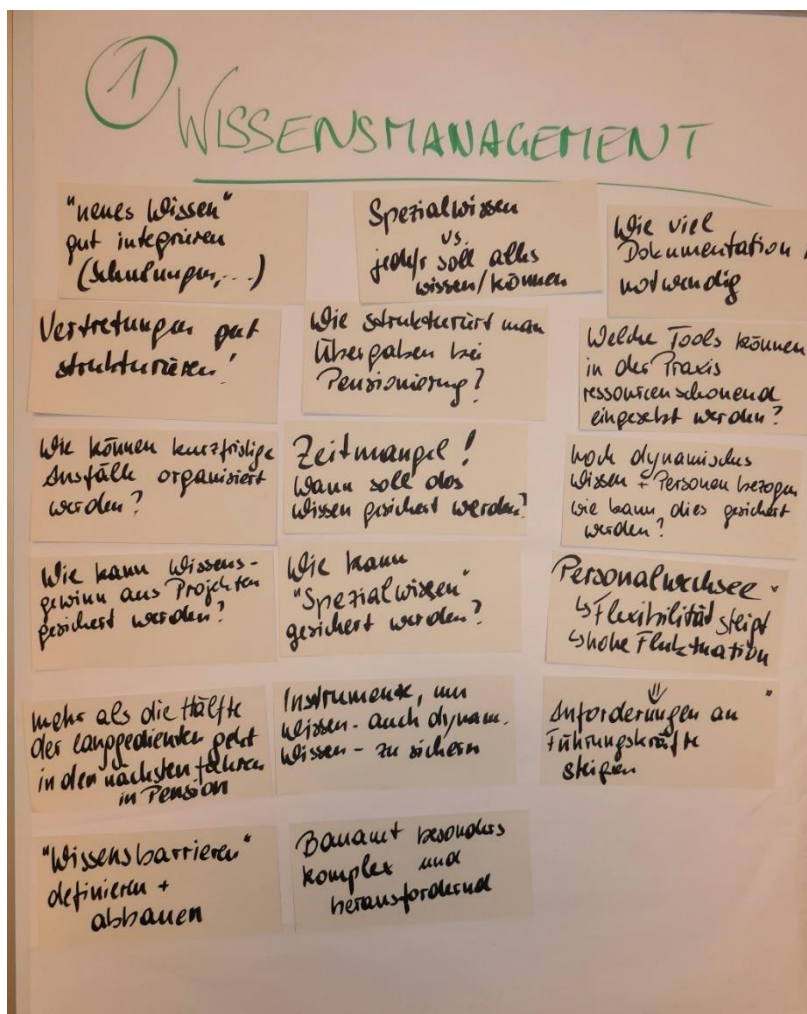 1
WISSENSMANAGEMENT
"neues Wissen"
gut integrieren
(Schulungen,...)
Spezialwissen
vs.
jede/r soll alles
wissen/können
Wie viel
Dokumentation
notwendig
Vertretungen gut
strukturieren!
Wie strukturiert man
Übergaben bei
Pensionierung?
Welche Tools können
in der Praxis
ressourcenschonend
eingesetzt werden?
Wie können kurzfristige
Ausfälle organisiert
werden?
Zeitmangel!
Wann soll das
Wissen gesichert werden?
hoch dynamisches
Wissen + Personen bezogen
wie kann dies gesichert
werden?
Wie kann Wissens-
gewinn aus Projekten
gesichert werden?
Wie kann
"Spezialwissen"
gesichert werden?
Personalwechsel
↳ Flexibilität steigt
↳ hohe Fluktuation
mehr als die Hälfte
der langgedienten geht
in den nächsten Jahren
in Pension
Instrumente, um
Wissen - auch dynam.
Wissen - zu sichern
⇓
Anforderungen an
Führungskräfte
steigen
"Wissensbarrieren"
definieren +
abbauen
Bauamt besonders
komplex und
herausfordernd